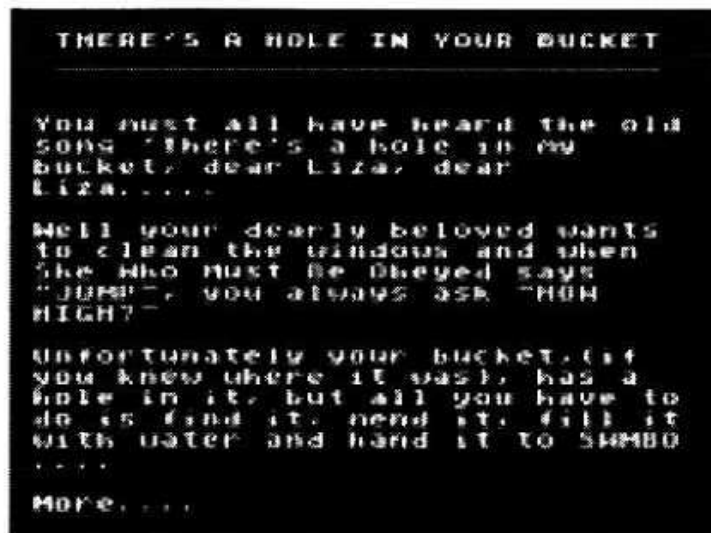 THERE'S A HOLE IN YOUR BUCKET
You must all have heard the old
song "There's a hole in my
bucket, dear Liza, dear
Liza.....
Well your dearly beloved wants
to clean the windows and when
She Who Must Be Obeyed says
"JUMP", you always ask "HOW
HIGH?"
Unfortunately your bucket,(if
you knew where it was), has a
hole in it, but all you have to
do is find it, mend it, fill it
with water and hand it to SWMBO
....
More....